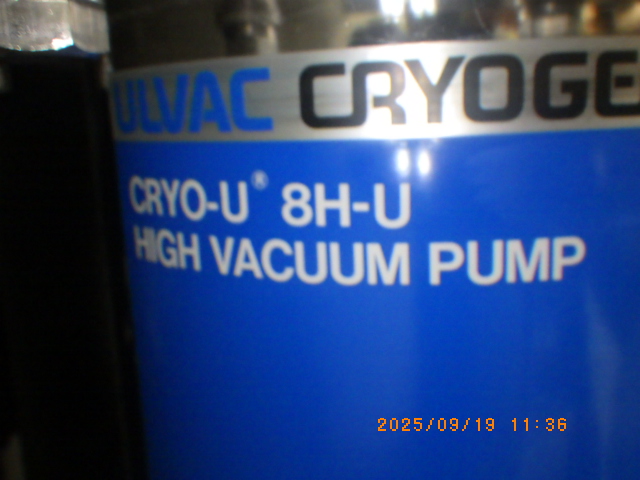 ULVAC CRYOGE
CRYO-U® 8H-U
HIGH VACUUM PUMP
2025/09/19 11:36